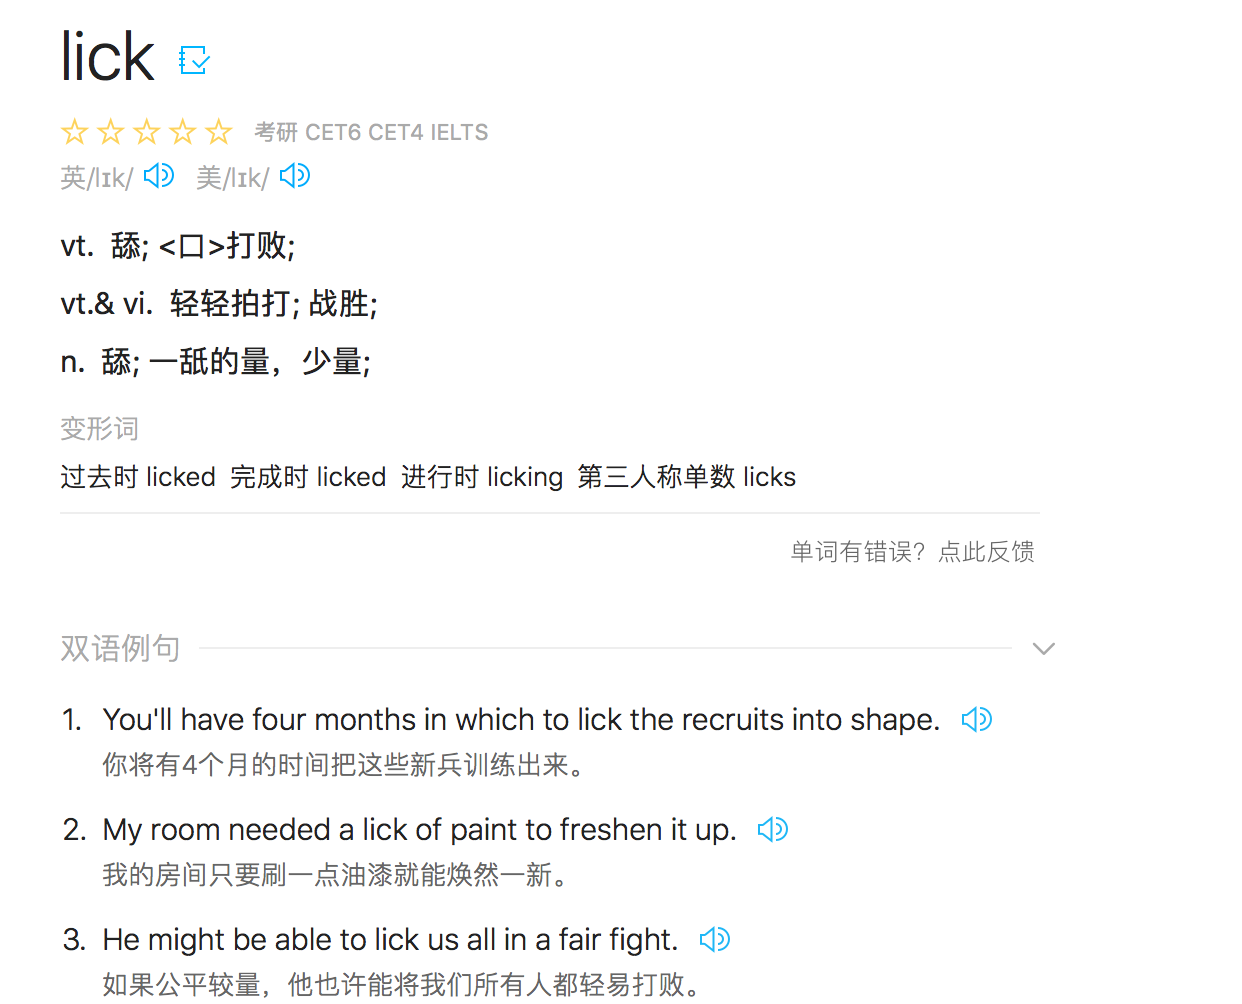 lick
考研 CET6 CET4 IELTS
英/lɪk/ 美/lɪk/
vt. 舔; <口>打败;
vt.& vi. 轻轻拍打; 战胜;
n. 舔; 一舐的量，少量;
变形词
过去时 licked 完成时 licked 进行时 licking 第三人称单数 licks
单词有错误？点此反馈
双语例句
1. You'll have four months in which to lick the recruits into shape.
你将有4个月的时间把这些新兵训练出来。
2. My room needed a lick of paint to freshen it up.
我的房间只要刷一点油漆就能焕然一新。
3. He might be able to lick us all in a fair fight.
如果公平较量，他也许能将我们所有人都轻易打败。